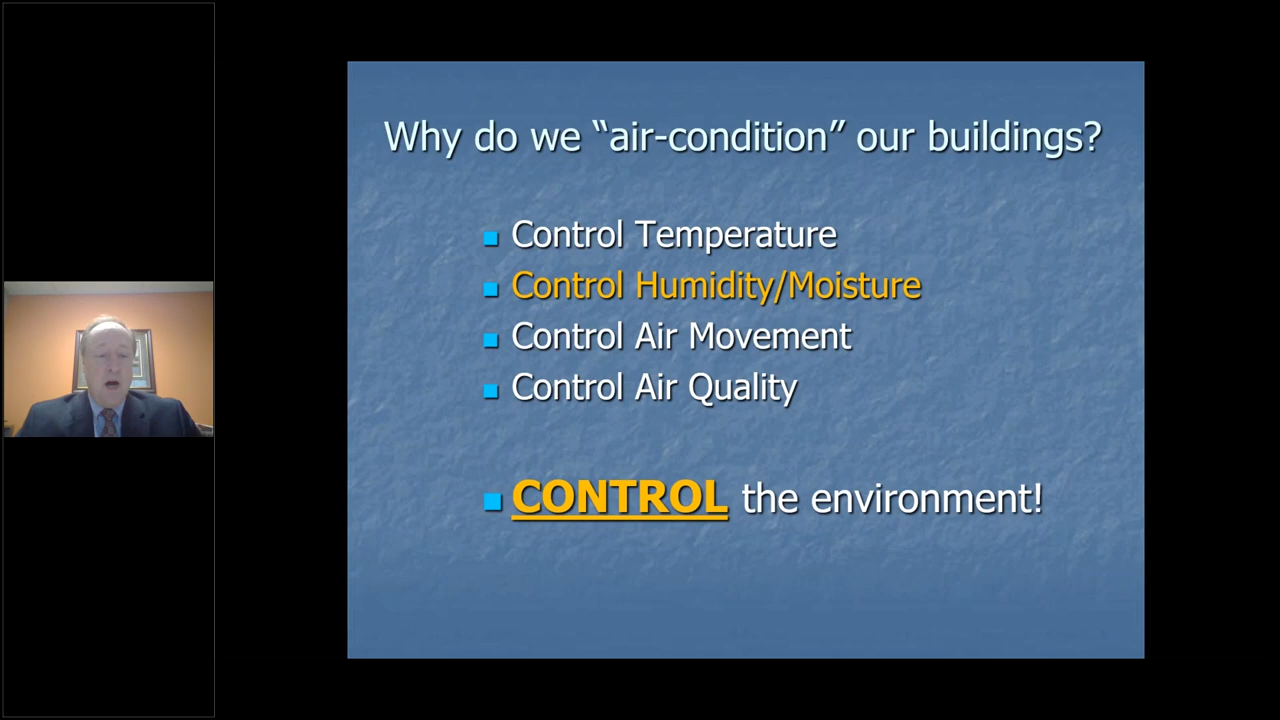 Why do we “air-condition” our buildings?
Control Temperature
Control Humidity/Moisture
Control Air Movement
Control Air Quality
CONTROL the environment!